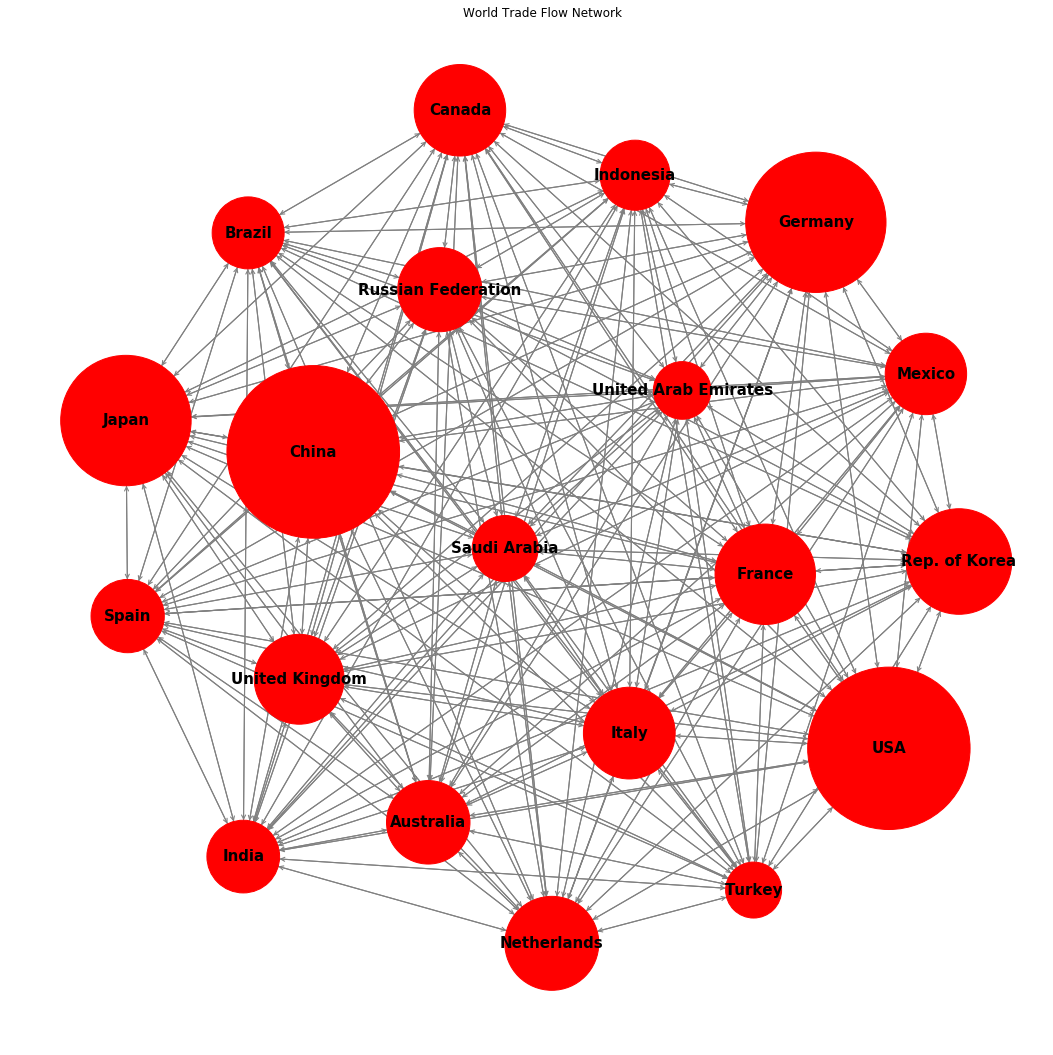 World Trade Flow Network
Canada
Indonesia
Germany
Brazil
Russian Federation
Mexico
United Arab Emirates
Japan
China
Saudi Arabia
Rep. of Korea
France
Spain
United Kingdom
Italy
USA
Australia
India
Turkey
Netherlands